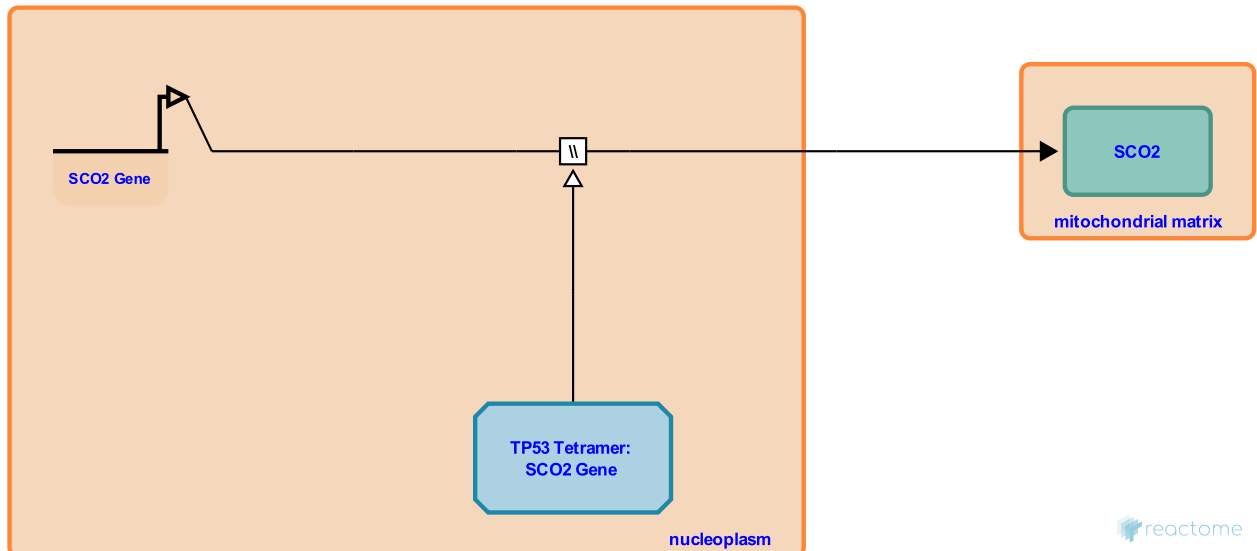 SCO2 Gene
\\
SCO2
mitochondrial matrix
TP53 Tetramer:
SCO2 Gene
nucleoplasm
reactome